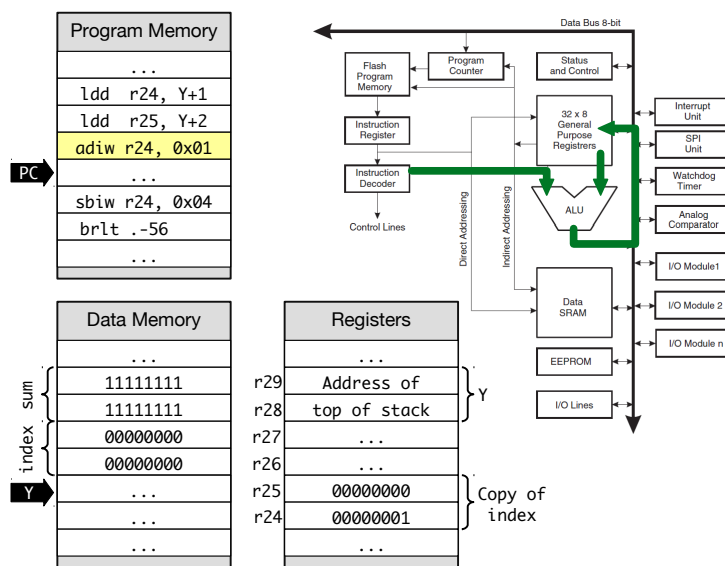 Program Memory
...
ldd r24, Y+1
ldd r25, Y+2
adiw r24, 0x01
PC
...
sbiw r24, 0x04
brlt .-56
...
Data Bus 8-bit
Flash
Program
Memory
Program
Counter
Status
and Control
Instruction
Register
32 x 8
General
Purpose
Registrers
Interrupt
Unit
SPI
Unit
Instruction
Decoder
Watchdog
Timer
ALU
Analog
Comparator
Control Lines
Direct Addressing
Indirect Addressing
I/O Module1
Data
SRAM
I/O Module 2
I/O Module n
EEPROM
I/O Lines
Data Memory
...
sum
11111111
11111111
index
00000000
00000000
Y
...
...
...
Registers
...
r29
Address of
r28
top of stack
Y
r27
...
r26
...
r25
00000000
r24
00000001
Copy of
index
...